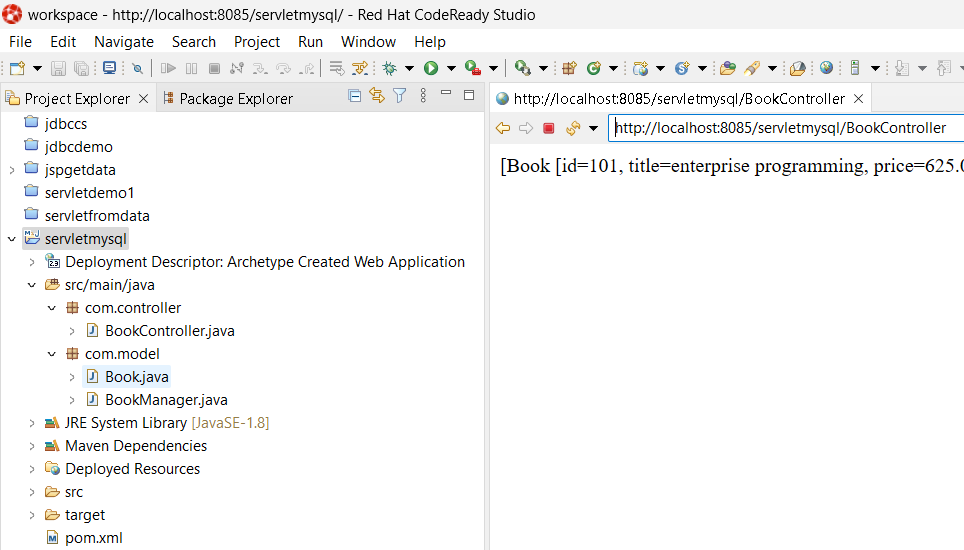 workspace - http://localhost:8085/servletmysql/ - Red Hat CodeReady Studio
File Edit Navigate Search Project Run Window Help
Project Explorer
Package Explorer
jdbccs
jdbcdemo
jspgetdata
servletdemo1
servletfromdata
servletmysql
Deployment Descriptor: Archetype Created Web Application
src/main/java
com.controller
BookController.java
com.model
Book.java
BookManager.java
JRE System Library [JavaSE-1.8]
Maven Dependencies
Deployed Resources
src
target
pom.xml
http://localhost:8085/servletmysql/BookController
http://localhost:8085/servletmysql/BookController
[Book [id=101, title=enterprise programming, price=625.0